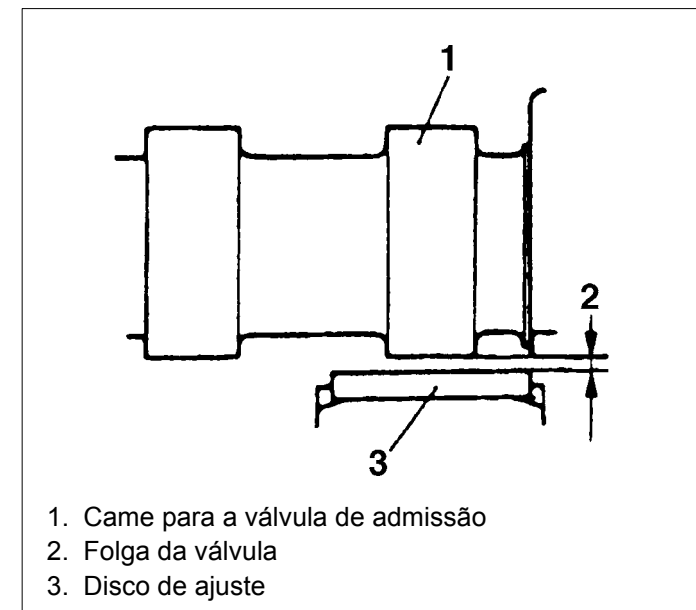 1
2
3
1. Came para a válvula de admissão
2. Folga da válvula
3. Disco de ajuste